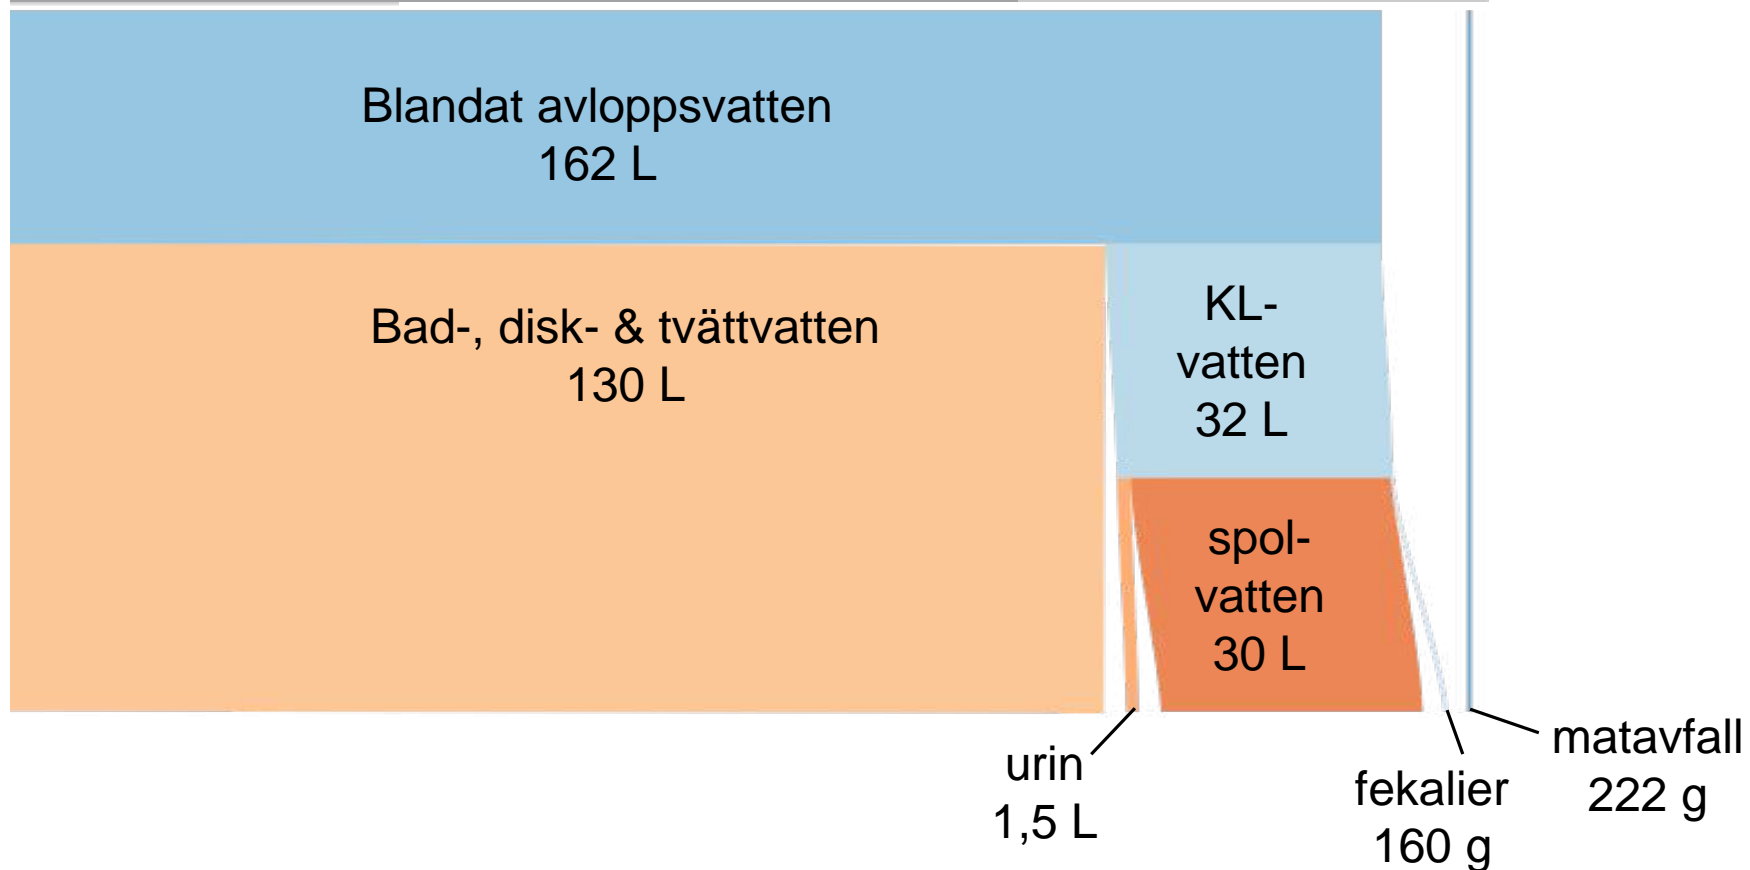 Blandat avloppsvatten
162 L
Bad-, disk- & tvättvatten
130 L
KL-
vatten
32 L
spol-
vatten
30 L
urin
1,5 L
fekalier
160 g
matavfall
222 g